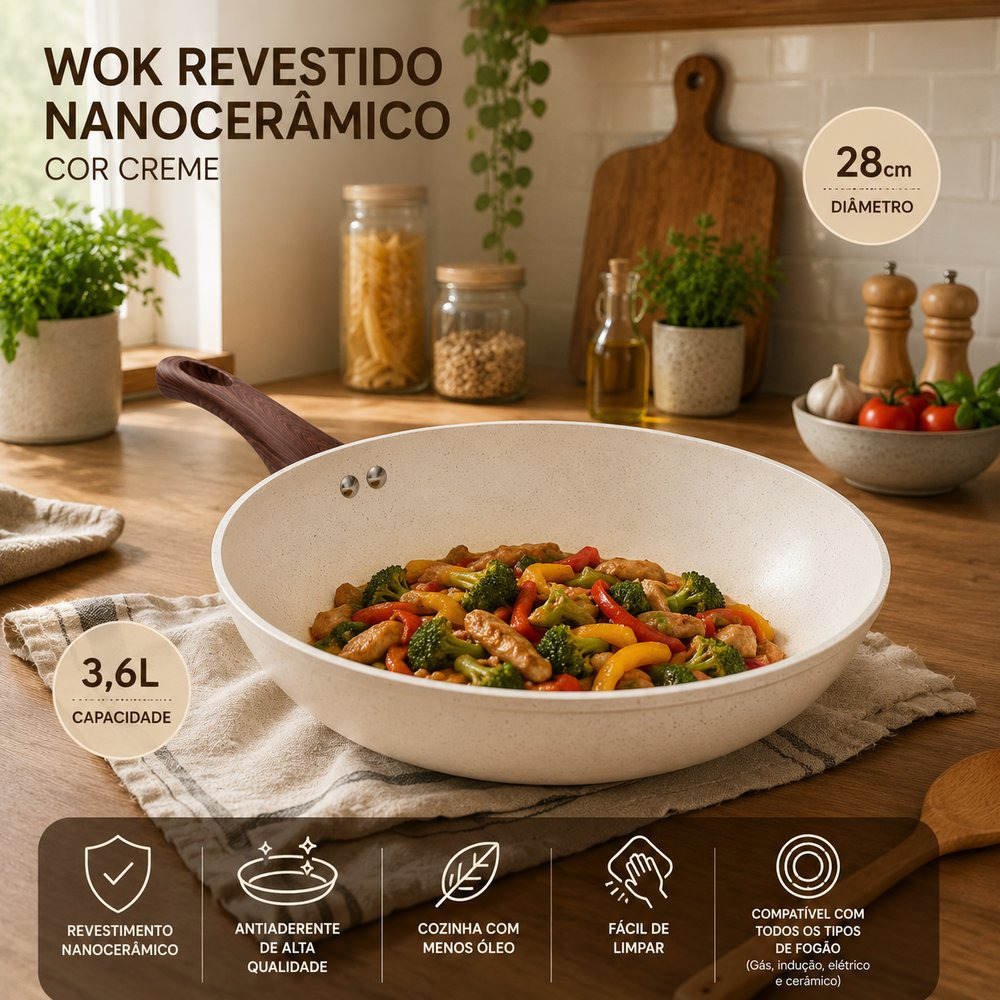 WOK REVESTIDO
NANOCERÂMICO
COR CREME
28cm
DIÂMETRO
3,6L
CAPACIDADE
REVESTIMENTO
NANOCERÂMICO
ANTIADERENTE
DE ALTA
QUALIDADE
COZINHA COM
MENOS ÓLEO
FÁCIL DE
LIMPAR
COMPATÍVEL COM
TODOS OS TIPOS
DE FOGÃO
(Gás, indução, elétrico
e cerâmico)